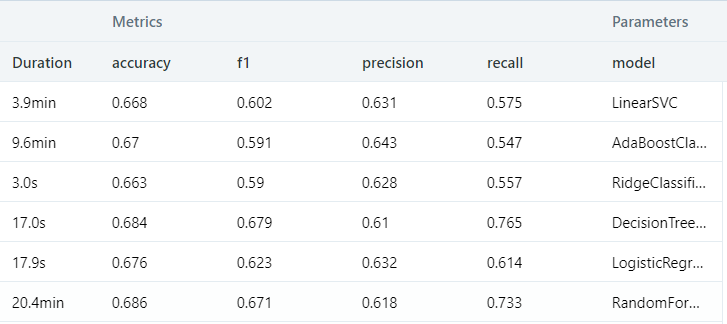 Metrics Parameters
Duration accuracy f1 precision recall model
3.9min 0.668 0.602 0.631 0.575 LinearSVC
9.6min 0.67 0.591 0.643 0.547 AdaBoostCla...
3.0s 0.663 0.59 0.628 0.557 RidgeClassifi...
17.0s 0.684 0.679 0.61 0.765 DecisionTree...
17.9s 0.676 0.623 0.632 0.614 LogisticRegr...
20.4min 0.686 0.671 0.618 0.733 RandomFor...